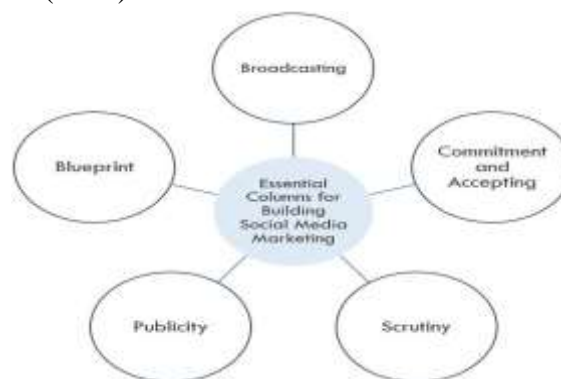 Broadcasting
Blueprint
Commitment
and
Accepting
Essential
Columns for
Building
Social Media
Marketing
Publicity
Scrutiny